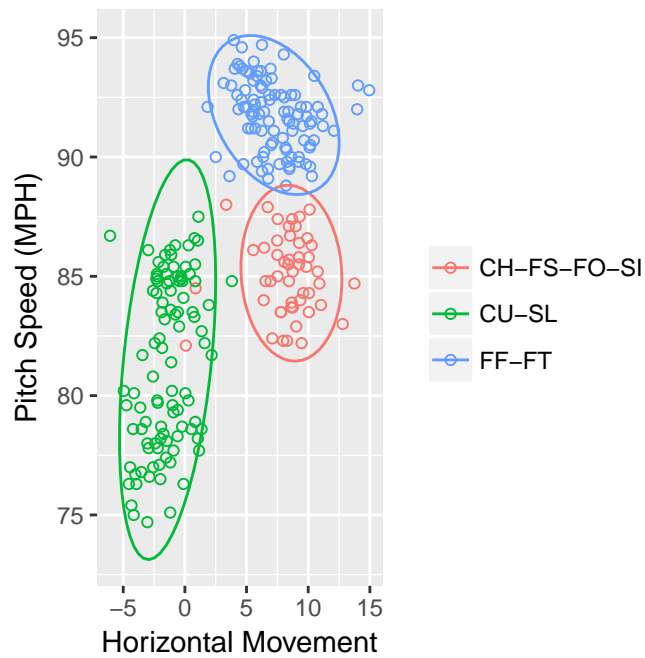 95
90
85
80
75
Pitch Speed (MPH)
−5 0 5 10 15
Horizontal Movement
CH−FS−FO−SI
CU−SL
FF−FT